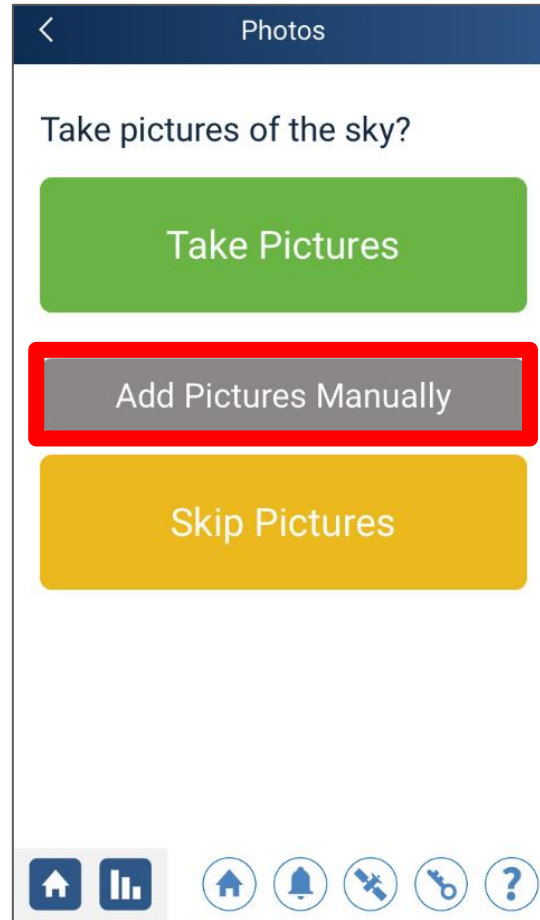 Photos
Take pictures of the sky?
Take Pictures
Add Pictures Manually
Skip Pictures
?